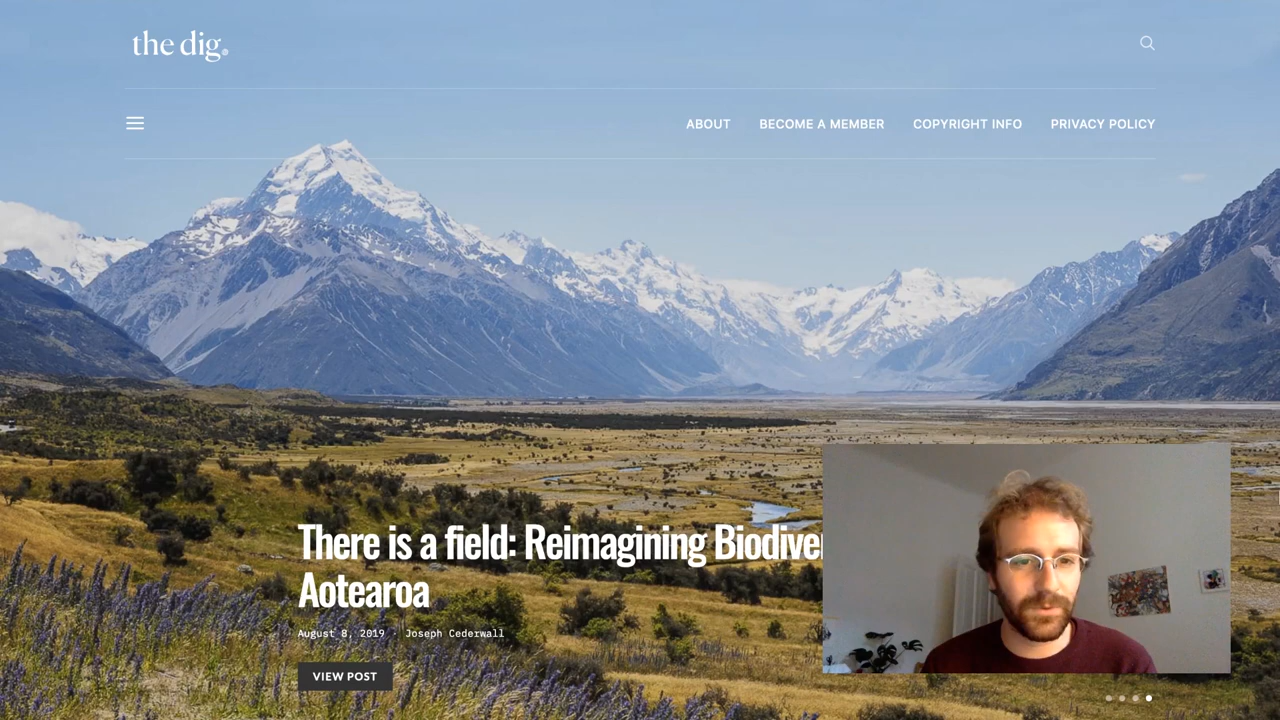 the dig.
ABOUT BECOME A MEMBER COPYRIGHT INFO PRIVACY POLICY
There is a field: Reimagining
Aotearoa
August 8, 2019 · Joseph Cederwall
VIEW POST